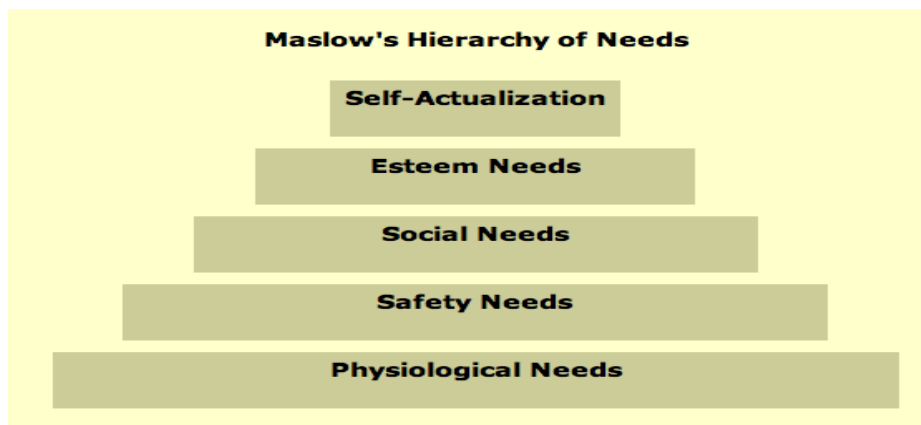 Maslow's Hierarchy of Needs
Self-Actualization
Esteem Needs
Social Needs
Safety Needs
Physiological Needs